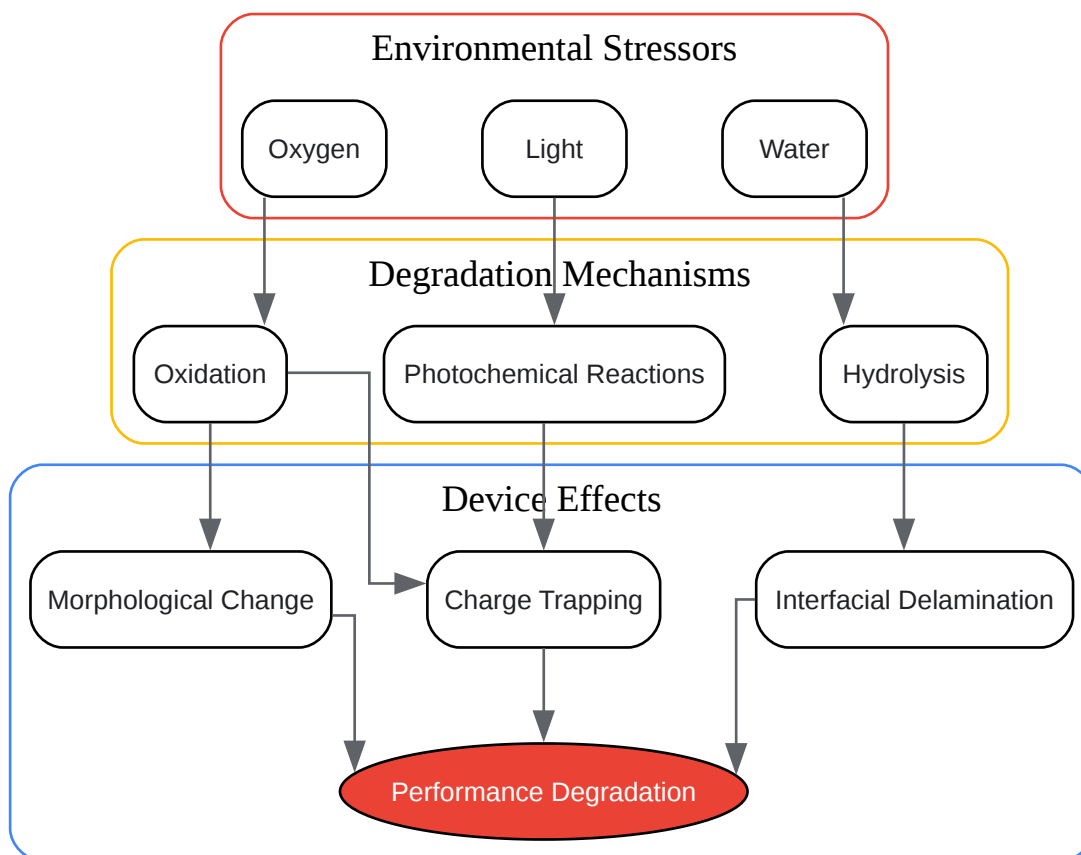 Environmental Stressors
Oxygen
Light
Water
Degradation Mechanisms
Oxidation
Photochemical Reactions
Hydrolysis
Device Effects
Morphological Change
Charge Trapping
Interfacial Delamination
Performance Degradation